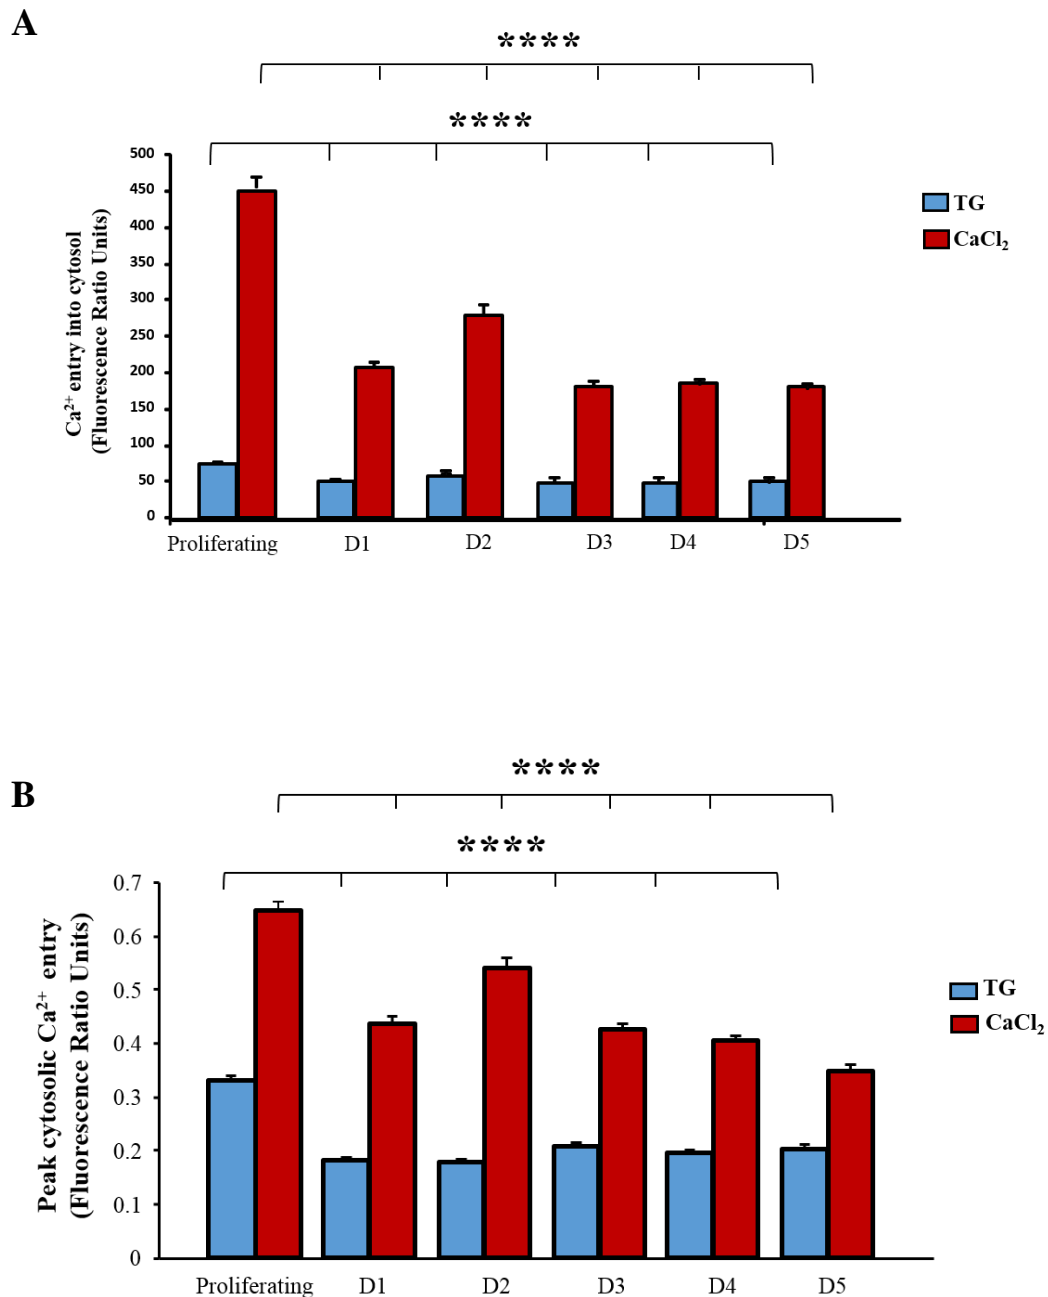 A
****
****
500
450
400
350
300
250
200
150
100
50
0
Ca²⁺ entry into cytosol
(Fluorescence Ratio Units)
TG
CaCl₂
Proliferating D1 D2 D3 D4 D5
B
****
****
0.7
0.6
0.5
0.4
0.3
0.2
0.1
0
Peak cytosolic Ca²⁺ entry
(Fluorescence Ratio Units)
TG
CaCl₂
Proliferating D1 D2 D3 D4 D5